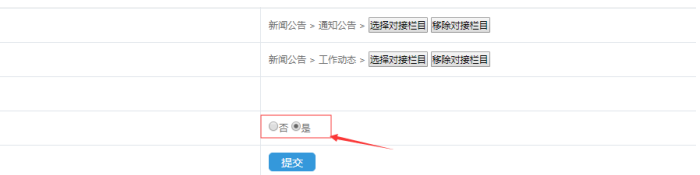 新闻公告 > 通知公告 > 选择对接栏目 移除对接栏目
新闻公告 > 工作动态 > 选择对接栏目 移除对接栏目
否 是
提交